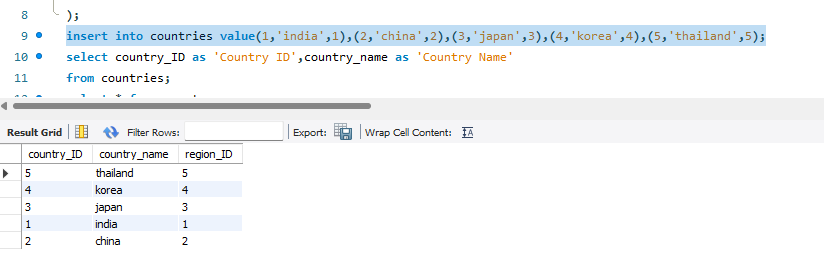 8 );
9 insert into countries value(1,'india',1),(2,'china',2),(3,'japan',3),(4,'korea',4),(5,'thailand',5);
10 select country_ID as 'Country ID',country_name as 'Country Name'
11 from countries;
Result Grid Filter Rows: Export: Wrap Cell Content:
country_ID country_name region_ID
5 thailand 5
4 korea 4
3 japan 3
1 india 1
2 china 2